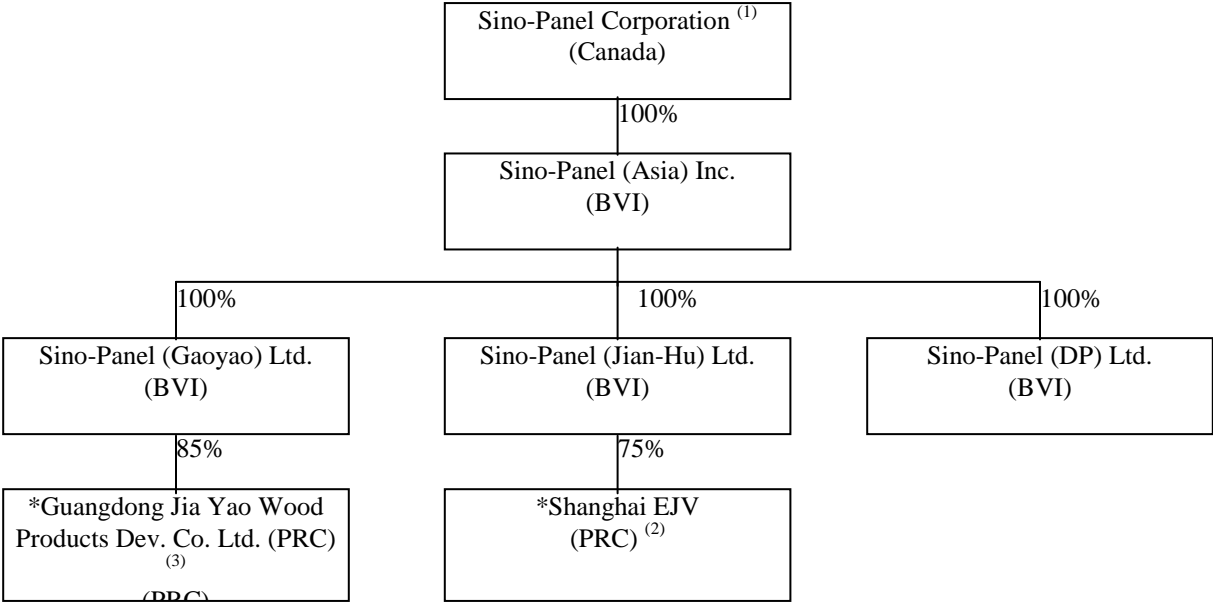 Sino-Panel Corporation (1)
(Canada)
100%
Sino-Panel (Asia) Inc.
(BVI)
100%
100%
100%
Sino-Panel (Gaoyao) Ltd.
(BVI)
Sino-Panel (Jian-Hu) Ltd.
(BVI)
Sino-Panel (DP) Ltd.
(BVI)
85%
75%
*Guangdong Jia Yao Wood
Products Dev. Co. Ltd. (PRC)
(3)
(PRC)
*Shanghai EJV
(PRC) (2)